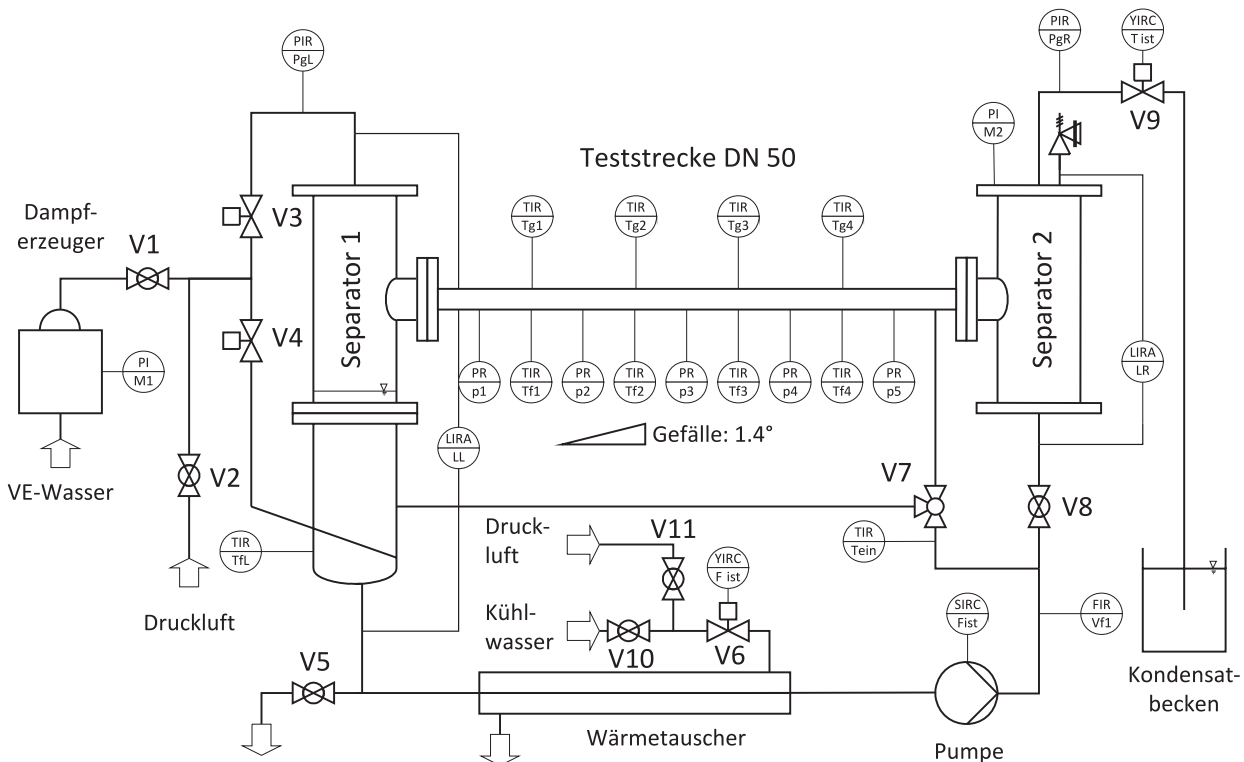 PIR
PgL
PIR
PgR
YIRC
T ist
V9
PI
M2
Teststrecke DN 50
TIR
Tg1
TIR
Tg2
TIR
Tg3
TIR
Tg4
Dampf-
erzeuger
V1
V3
Separator 1
Separator 2
V4
PI
M1
PR
p1
TIR
Tf1
PR
p2
TIR
Tf2
PR
p3
TIR
Tf3
PR
p4
TIR
Tf4
PR
p5
LIRA
LR
LIRA
LL
Gefälle: 1.4°
VE-Wasser
V2
V7
V8
Druck-
luft
V11
TIR
TfL
TIR
Tein
YIRC
F ist
Druckluft
Kühl-
wasser
V10
V6
SIRC
Fist
FIR
Vf1
V5
Kondensat-
becken
Wärmetauscher
Pumpe